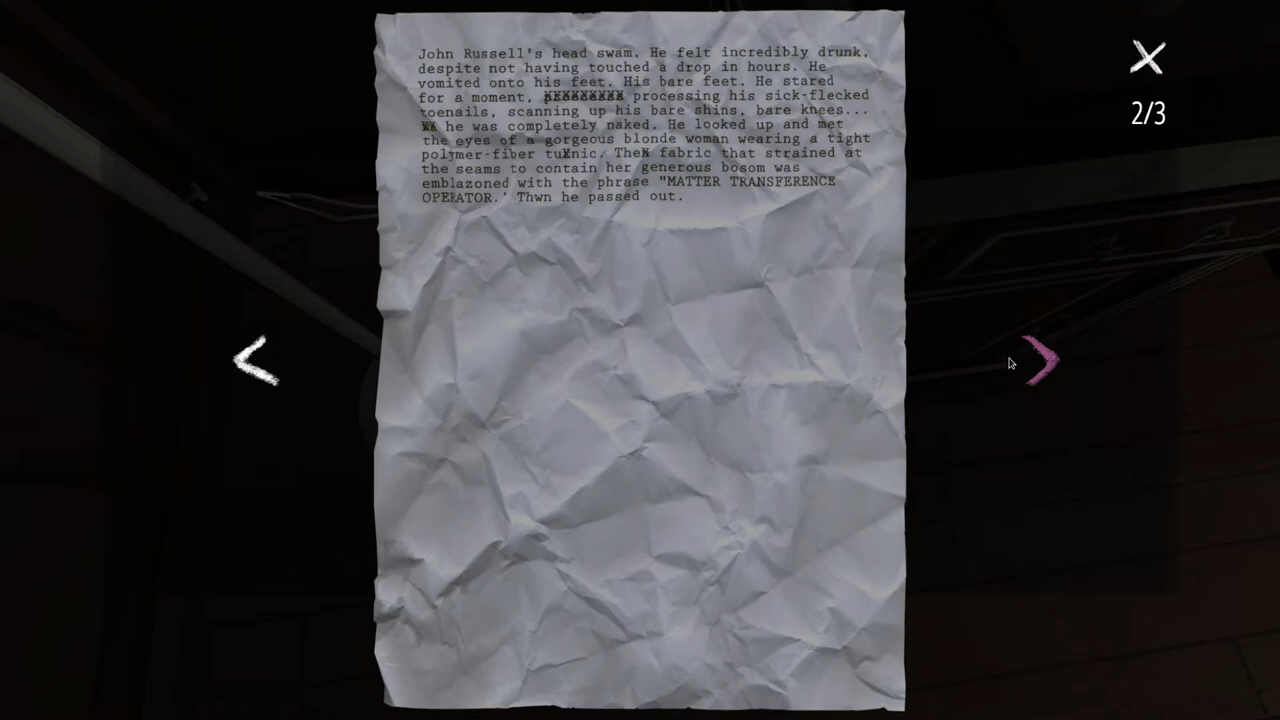 John Russell's head swam. He felt incredibly drunk,
despite not having touched a drop in hours. He
vomited onto his feet. His bare feet. He stared
for a moment, processing his sick-flecked
toenails, scanning up his bare shins, bare knees...
he was completely naked. He looked up and met
the eyes of a gorgeous blonde woman wearing a tight
polymer-fiber tuXnic. TheX fabric that strained at
the seams to contain her generous bosom was
emblazoned with the phrase "MATTER TRANSFERENCE
OPERATOR.' Thwn he passed out.
2/3